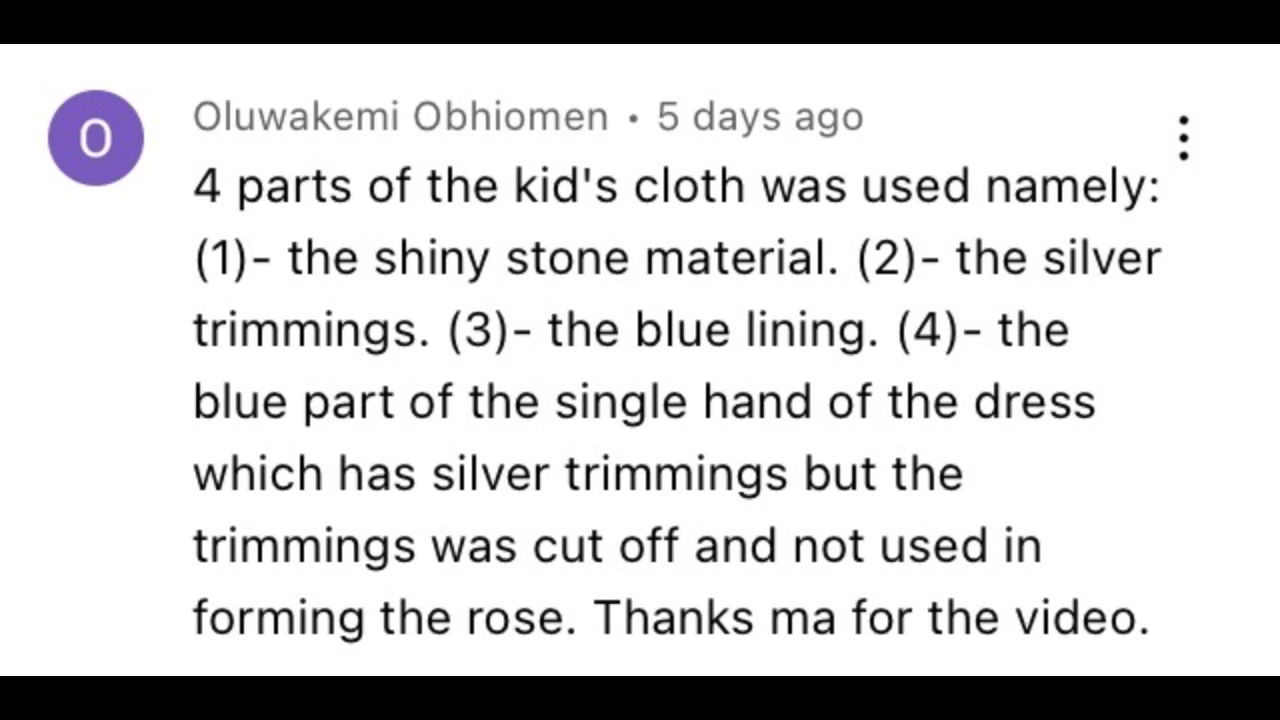 O
Oluwakemi Obhiomen • 5 days ago
4 parts of the kid's cloth was used namely:
(1)- the shiny stone material. (2)- the silver
trimmings. (3)- the blue lining. (4)- the
blue part of the single hand of the dress
which has silver trimmings but the
trimmings was cut off and not used in
forming the rose. Thanks ma for the video.